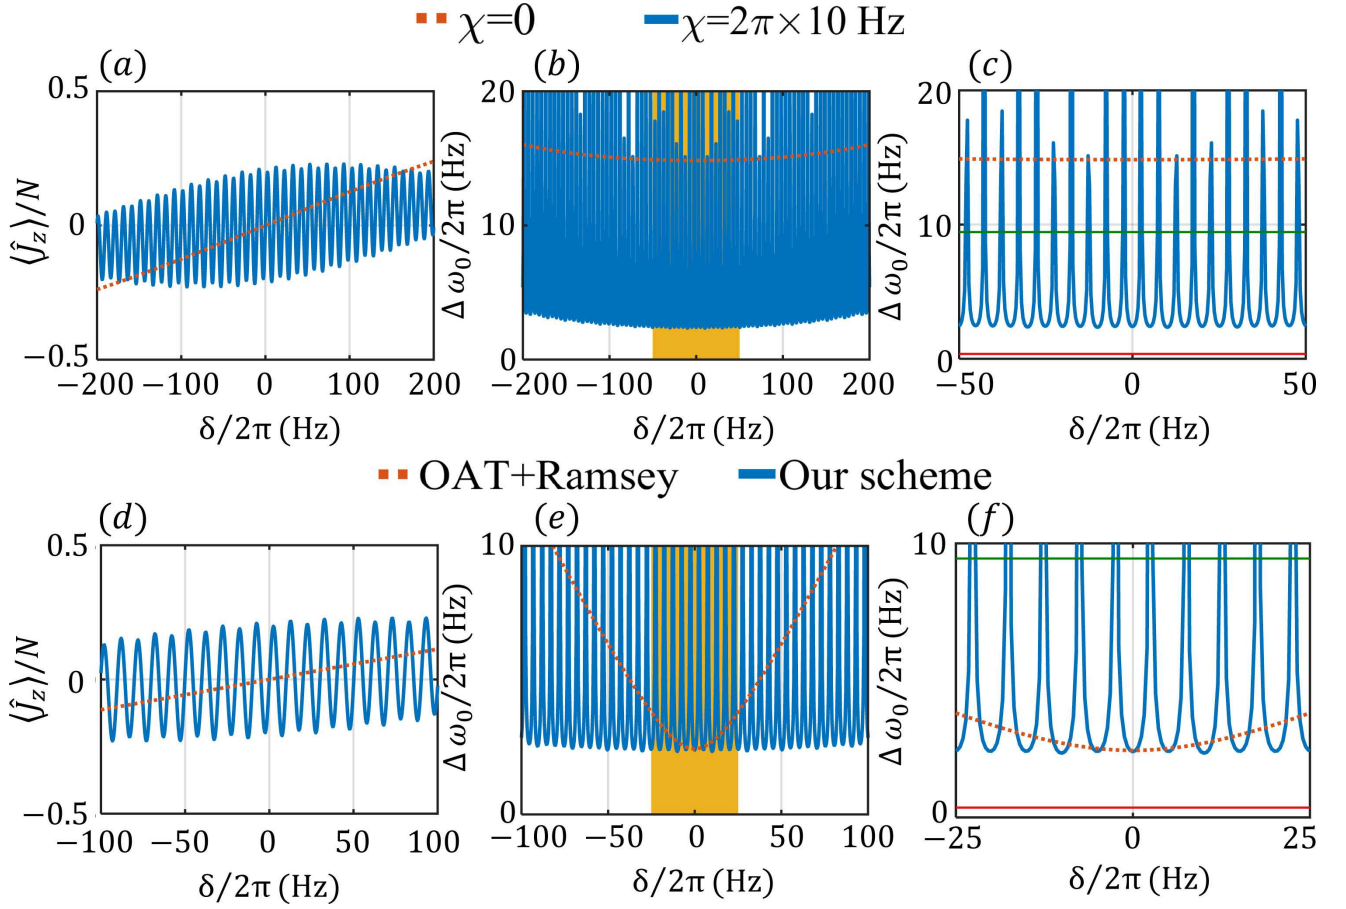 χ=0 χ=2π×10 Hz
(a) (b) (c)
0.5 0 −0.5
⟨Ĵz⟩/N
−200 −100 0 100 200
δ/2π (Hz)
20 10 0
Δ ω₀/2π (Hz)
−200 −100 0 100 200
δ/2π (Hz)
20 10 0
Δ ω₀/2π (Hz)
−50 0 50
δ/2π (Hz)
OAT+Ramsey Our scheme
(d) (e) (f)
0.5 0 −0.5
⟨Ĵz⟩/N
−100 −50 0 50 100
δ/2π (Hz)
10 0
Δ ω₀/2π (Hz)
−100 −50 0 50 100
δ/2π (Hz)
10 0
Δ ω₀/2π (Hz)
−25 0 25
δ/2π (Hz)